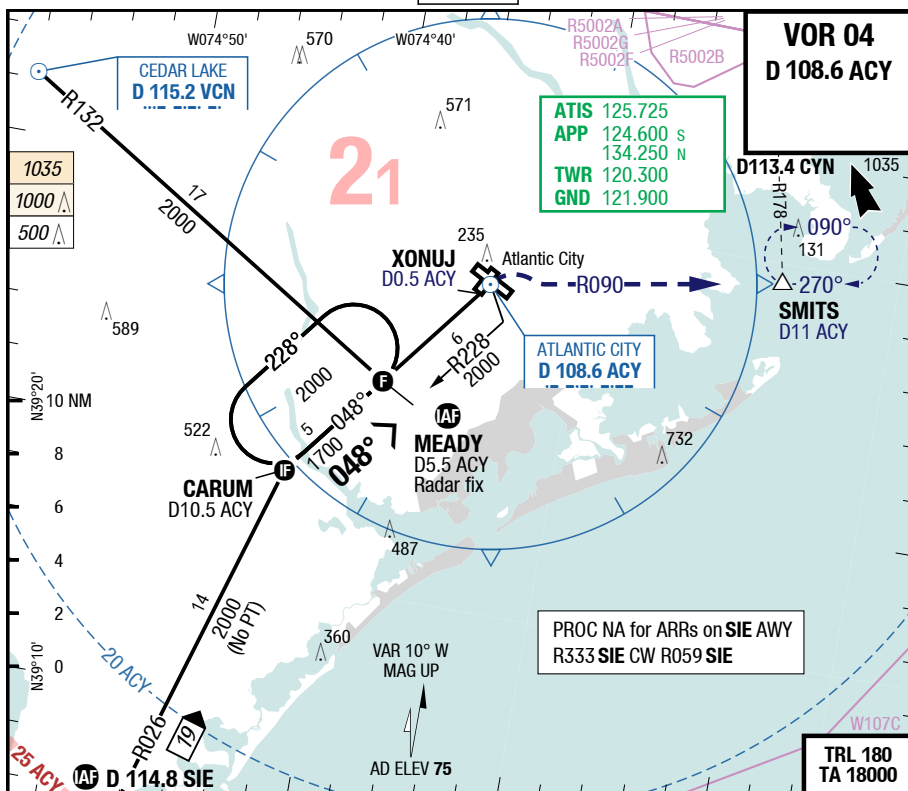 VOR 04
D 108.6 ACY
R5002A
R5002G
R5002F
R5002B
W074°50'
570
W074°40'
CEDAR LAKE
D 115.2 VCN
571
ATIS 125.725
APP 124.600 S
134.250 N
TWR 120.300
GND 121.900
R132
21
D113.4 CYN
1035
1035
1000
500
17
2000
R178
090°
131
235
XONUJ
D0.5 ACY
Atlantic City
R090
270°
SMITS
D11 ACY
589
228°
6
R228
2000
ATLANTIC CITY
D 108.6 ACY
F
2000
N39°20'
10 NM
048°
5
1700
048°
IAF
MEADY
D5.5 ACY
Radar fix
522
732
8
IF
CARUM
D10.5 ACY
6
487
4
14
2000
(No PT)
2
360
PROC NA for ARRs on SIE AWY
R333 SIE CW R059 SIE
VAR 10° W
MAG UP
N39°10'
0
20 ACY
R026
19
W107C
25 ACY
IAF D 114.8 SIE
AD ELEV 75
TRL 180
TA 18000